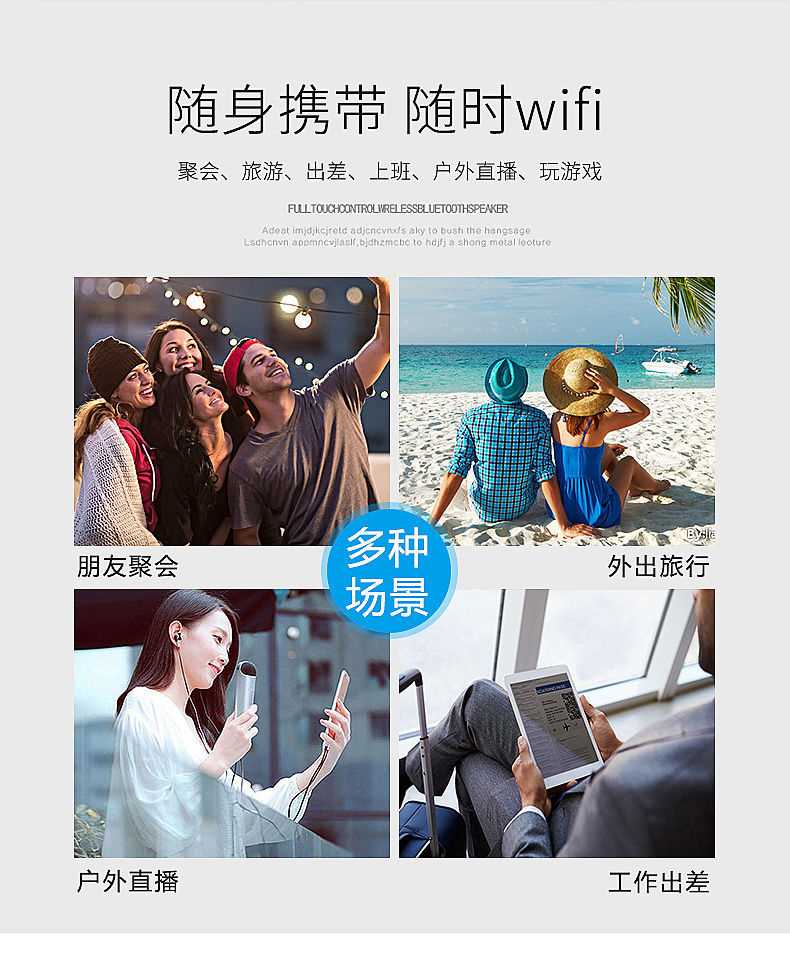 随身携带 随时wifi
聚会、旅游、出差、上班、户外直播、玩游戏
FULLTOUCHCONTROLWIRELESSBLUETOOTHSPEAKER
Adeat imjdjkcjretd adjcncvnxfs aky to bush the hangsage
Lsdhcnvn appmncvjlaslf,bjdhzmcbc to hdjfj a shong metal leoture
多种
场景
朋友聚会
外出旅行
户外直播
工作出差